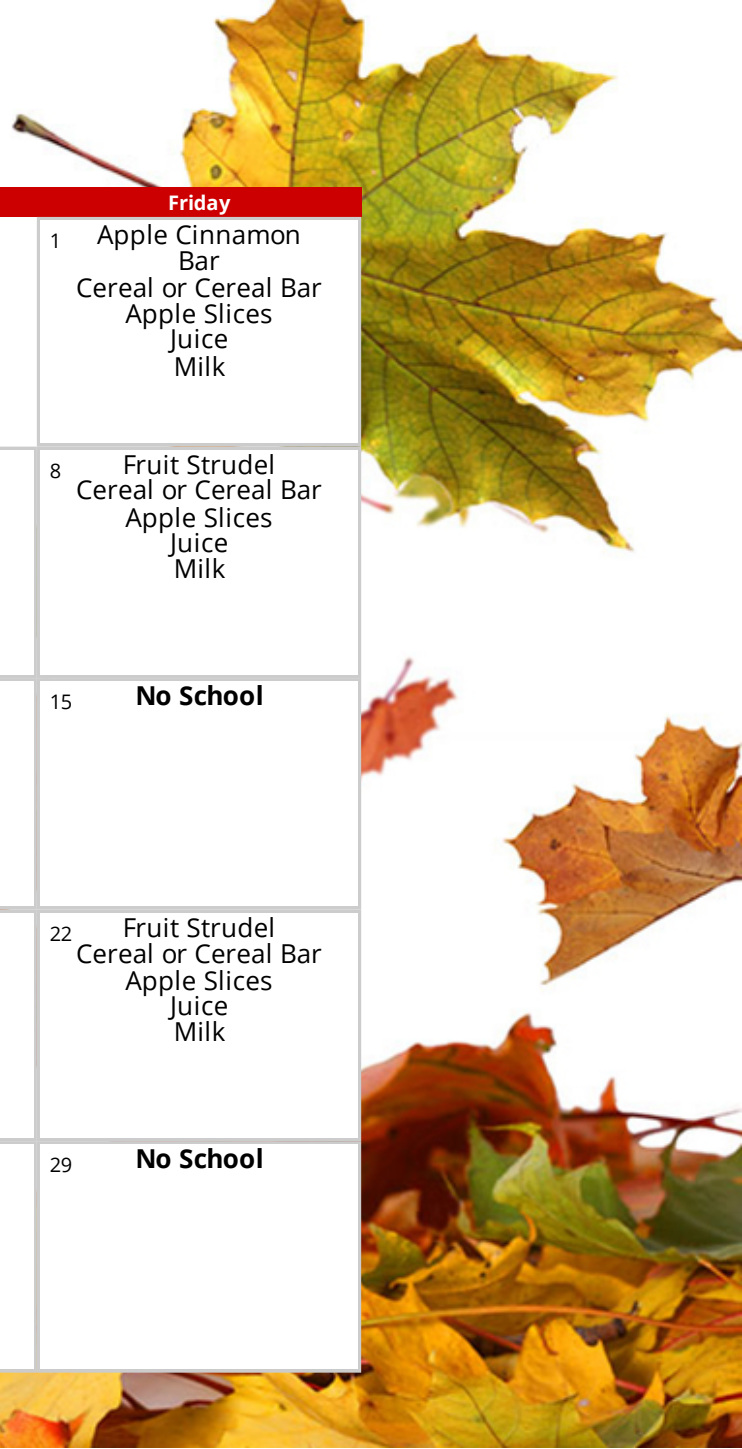 Friday
1
Apple Cinnamon
Bar
Cereal or Cereal Bar
Apple Slices
Juice
Milk
8
Fruit Strudel
Cereal or Cereal Bar
Apple Slices
Juice
Milk
15
No School
22
Fruit Strudel
Cereal or Cereal Bar
Apple Slices
Juice
Milk
29
No School